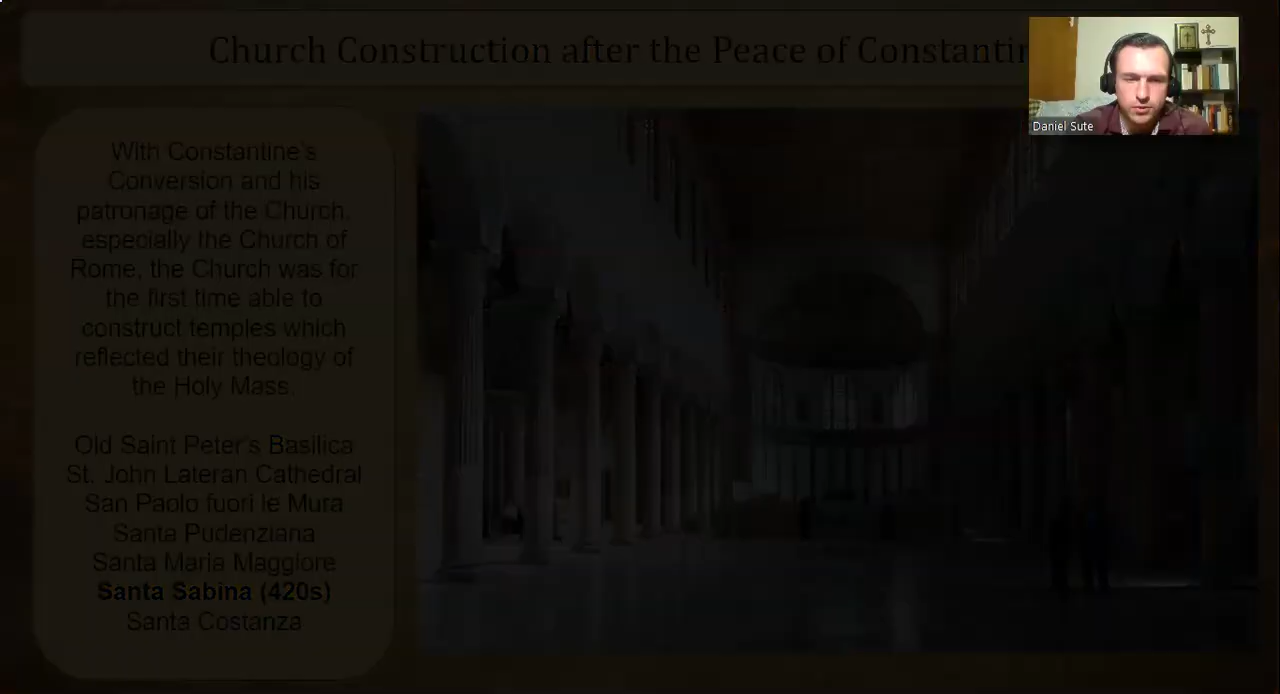 Church Construction after the Peace of Constantin
Daniel Sute
With Constantine's
Conversion and his
patronage of the Church,
especially the Church of
Rome, the Church was for
the first time able to
construct temples which
reflected their theology of
the Holy Mass.
Old Saint Peter's Basilica
St. John Lateran Cathedral
San Paolo fuori le Mura
Santa Pudenziana
Santa Maria Maggiore
Santa Sabina (420s)
Santa Costanza